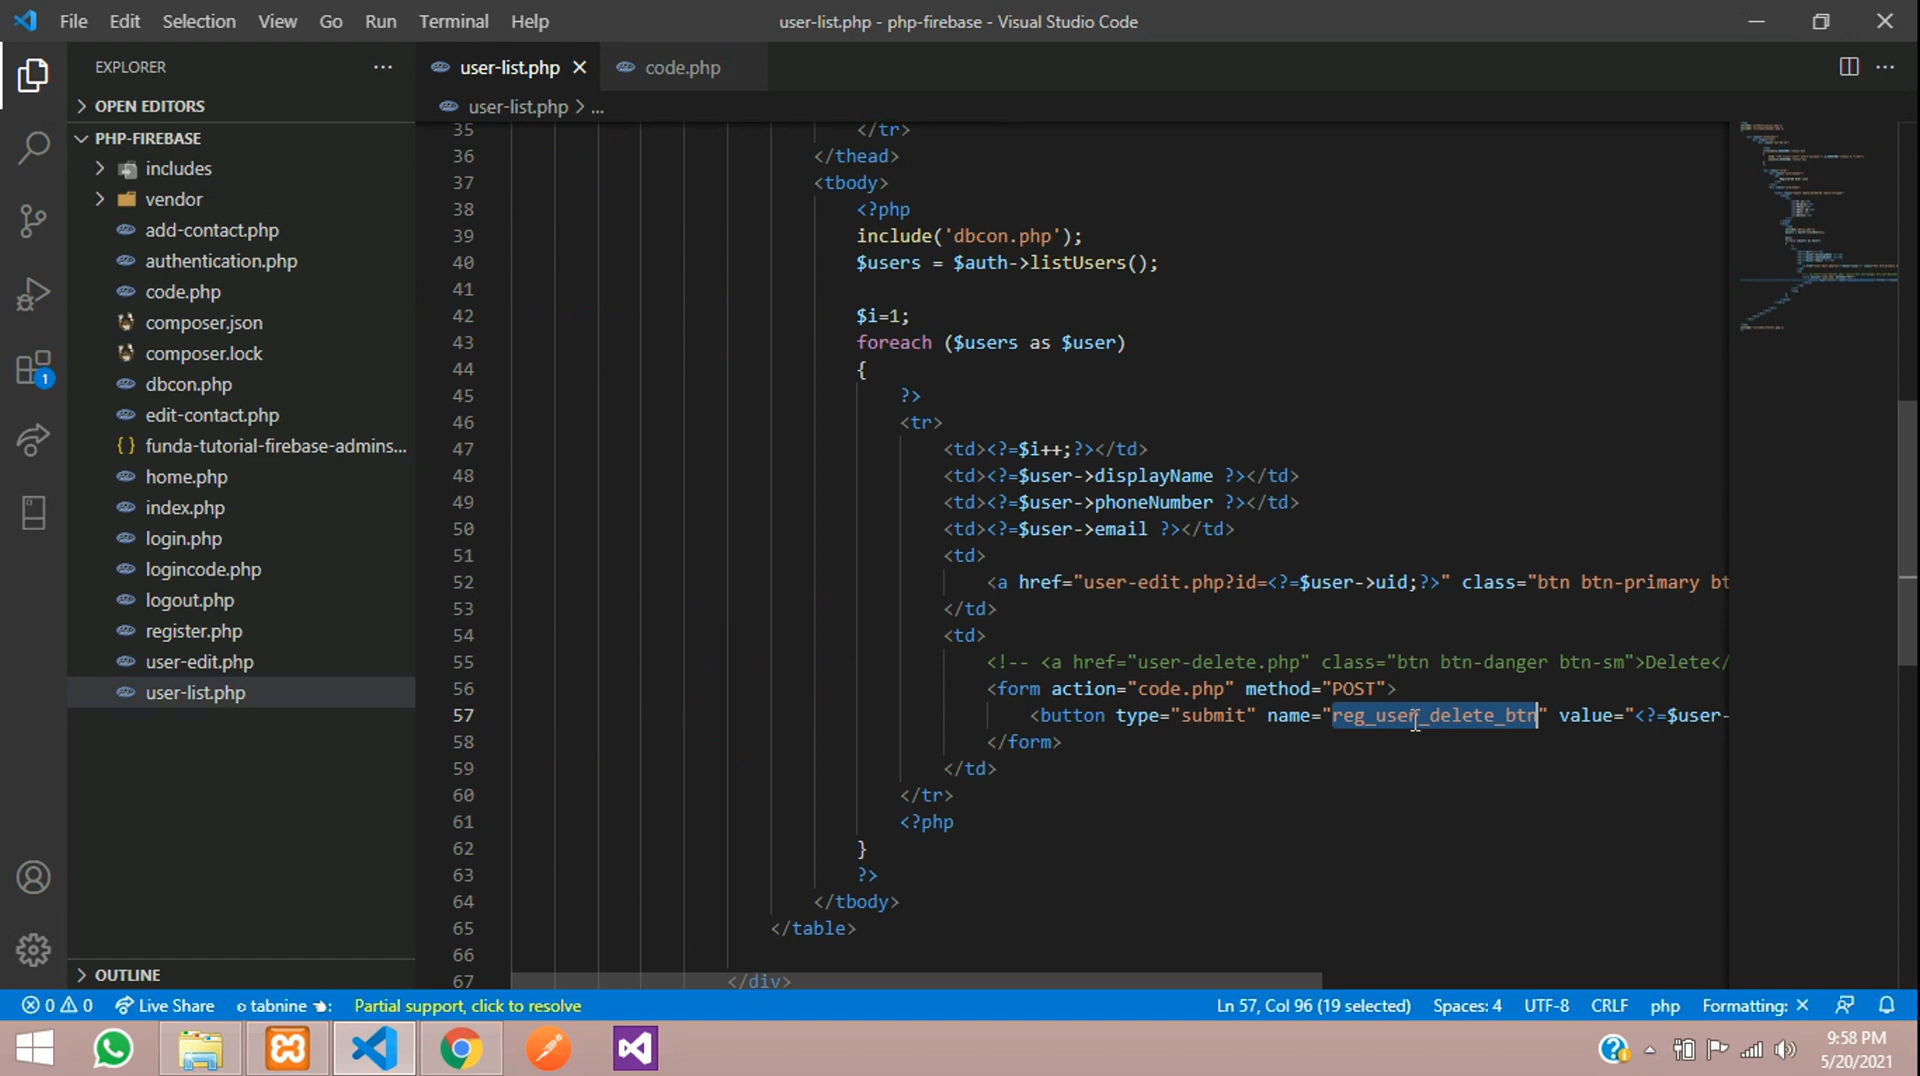 File Edit Selection View Go Run Terminal Help user-list.php - php-firebase - Visual Studio Code
EXPLORER ...
user-list.php
code.php
...
OPEN EDITORS
user-list.php > ...
PHP-FIREBASE
includes
vendor
add-contact.php
authentication.php
code.php
composer.json
composer.lock
dbcon.php
edit-contact.php
{ } funda-tutorial-firebase-admins...
home.php
index.php
login.php
logincode.php
logout.php
register.php
user-edit.php
user-list.php
OUTLINE
1
35 </tr>
36 </thead>
37 <tbody>
38 <?php
39 include('dbcon.php');
40 $users = $auth->listUsers();
41
42 $i=1;
43 foreach ($users as $user)
44 {
45 ?>
46 <tr>
47 <td><?=$i++;?></td>
48 <td><?=$user->displayName ?></td>
49 <td><?=$user->phoneNumber ?></td>
50 <td><?=$user->email ?></td>
51 <td>
52 <a href="user-edit.php?id=<?=$user->uid;?>" class="btn btn-primary bt
53 </td>
54 <td>
55 <!-- <a href="user-delete.php" class="btn btn-danger btn-sm">Delete</
56 <form action="code.php" method="POST">
57 <button type="submit" name="reg_user_delete_btn" value="<?=$user-
58 </form>
59 </td>
60 </tr>
61 <?php
62 }
63 ?>
64 </tbody>
65 </table>
66
67 </div>
0 0 Live Share tabnine Partial support, click to resolve Ln 57, Col 96 (19 selected) Spaces: 4 UTF-8 CRLF php Formatting: ×
9:58 PM
5/20/2021